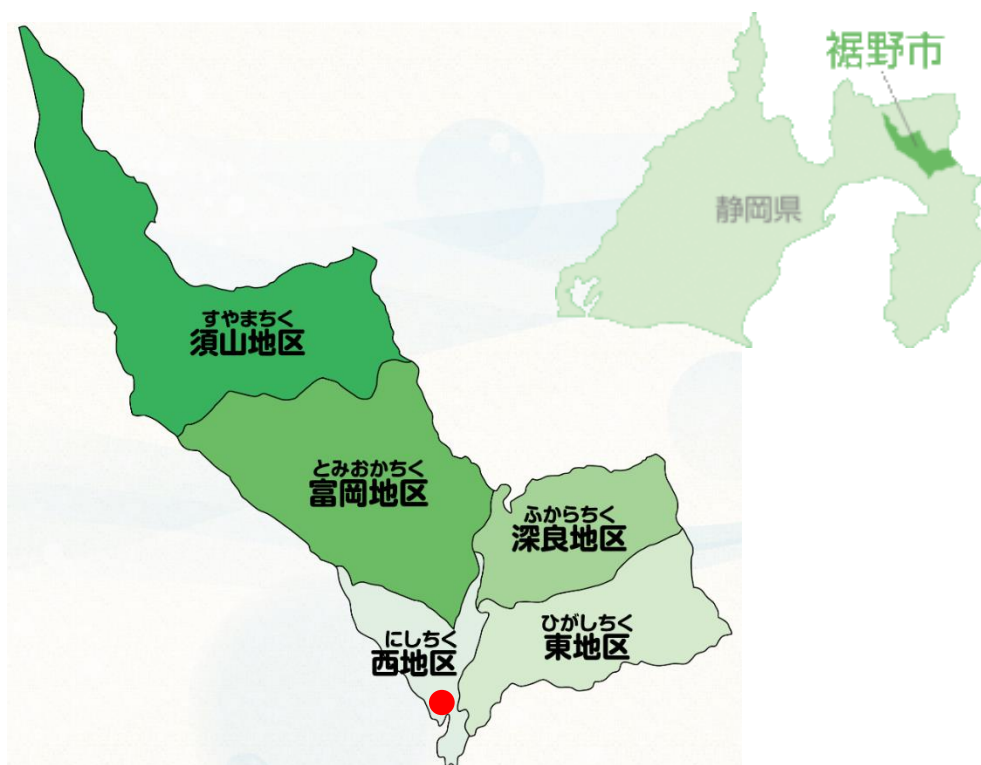 裾野市
静岡県
すやまちく
須山地区
とみおかちく
富岡地区
ふからちく
深良地区
ひがしちく
東地区
にしちく
西地区